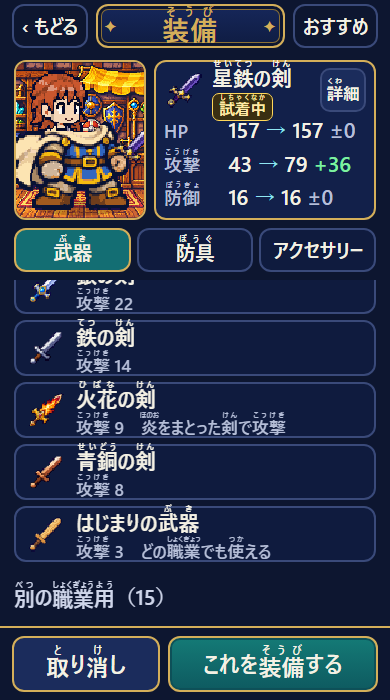 ‹ もどる
装備
おすすめ
星鉄の剣
試着中
詳細
HP 157 → 157 ±0
攻撃 43 → 79 +36
防御 16 → 16 ±0
武器
防具
アクセサリー
銀の剣
攻撃 22
鉄の剣
攻撃 14
火花の剣
攻撃 9 炎をまとった剣で攻撃
青銅の剣
攻撃 8
はじまりの武器
攻撃 3 どの職業でも使える
別の職業用（15）
取り消し
これを装備する